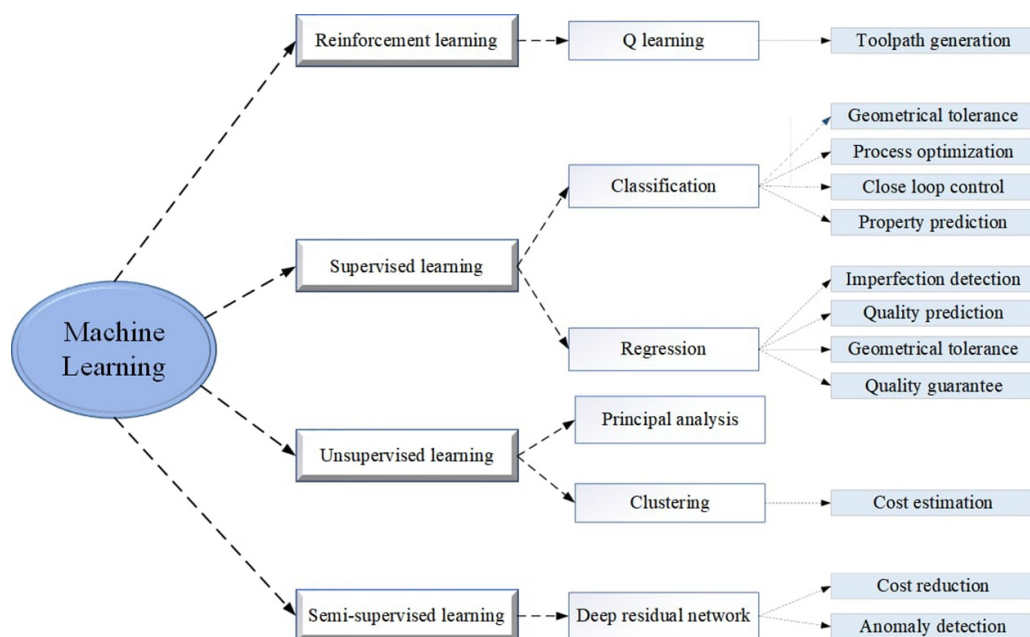 Machine
Learning
Reinforcement learning
Q learning
Toolpath generation
Supervised learning
Classification
Geometrical tolerance
Process optimization
Close loop control
Property prediction
Regression
Imperfection detection
Quality prediction
Geometrical tolerance
Quality guarantee
Unsupervised learning
Principal analysis
Clustering
Cost estimation
Semi-supervised learning
Deep residual network
Cost reduction
Anomaly detection